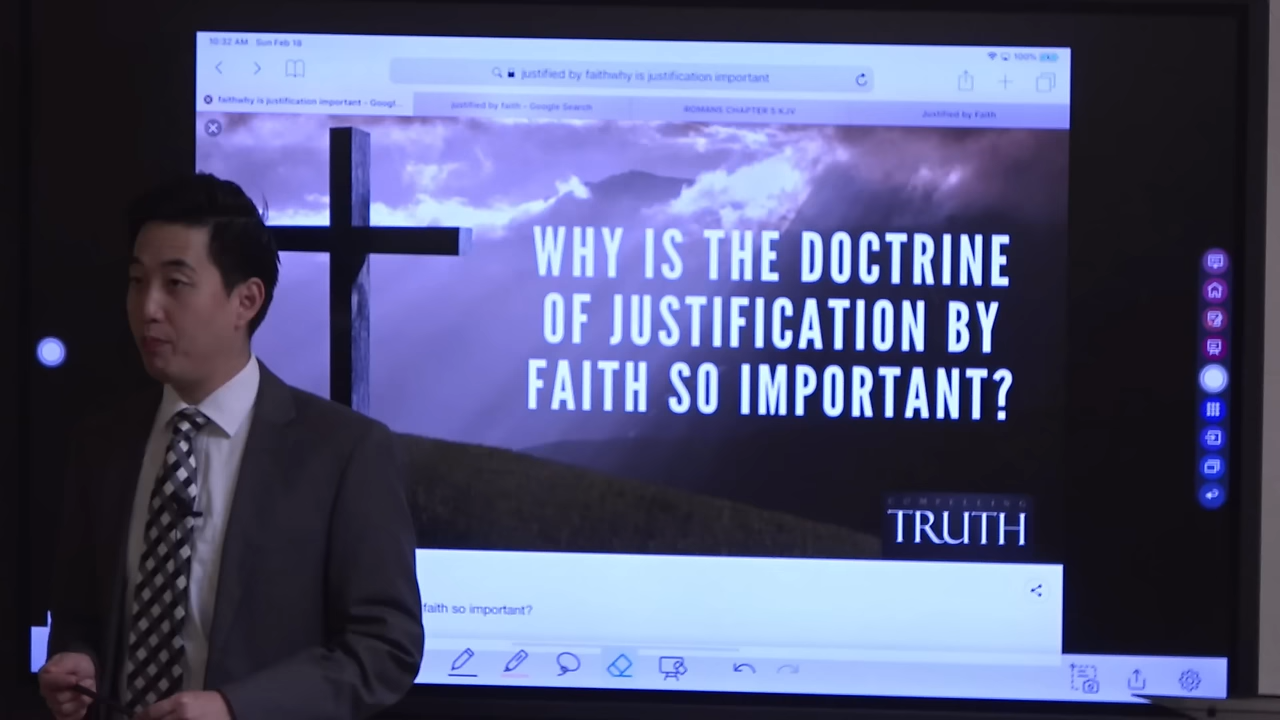 10:32 AM Sun Feb 18
100%
justified by faithwhy is justification important
faithwhy is justification important - Googl...
justified by faith - Google Search
ROMANS CHAPTER 5 KJV
Justified by Faith
WHY IS THE DOCTRINE
OF JUSTIFICATION BY
FAITH SO IMPORTANT?
COMPELLING
TRUTH
faith so important?